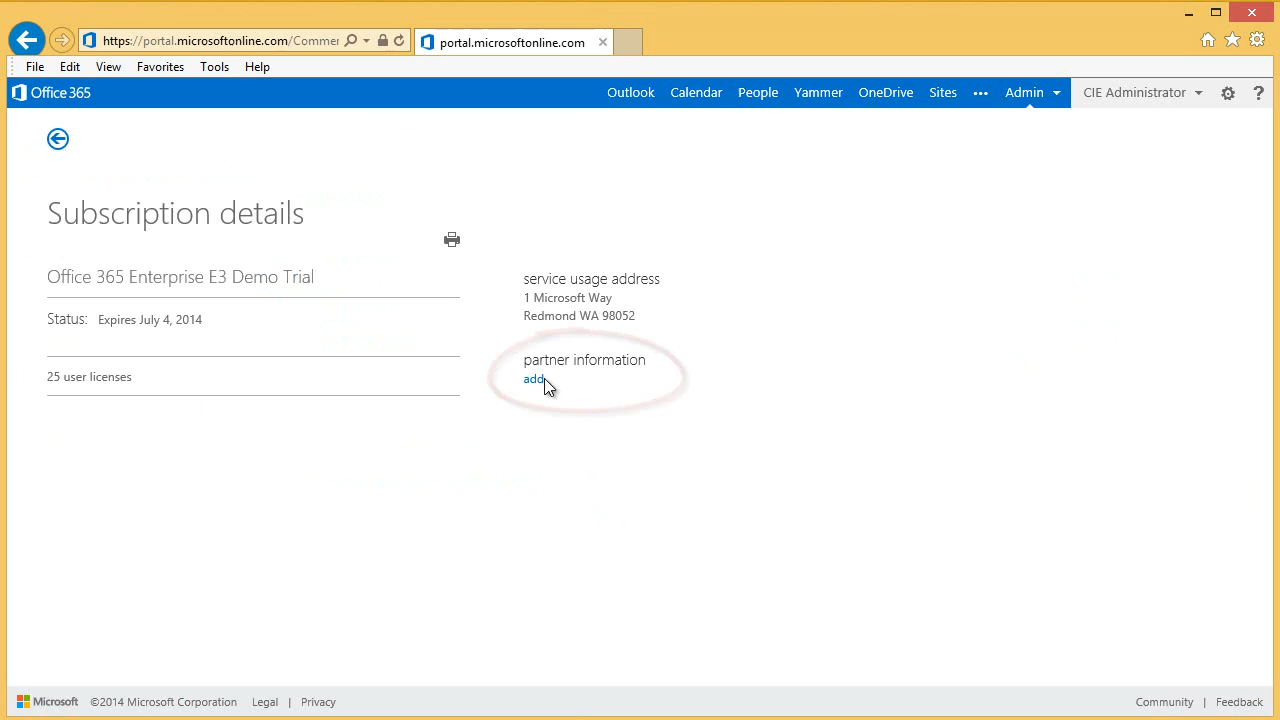 https://portal.microsoftonline.com/Commer
portal.microsoftonline.com
File Edit View Favorites Tools Help
Office 365
Outlook Calendar People Yammer OneDrive Sites ••• Admin CIE Administrator ?
Subscription details
Office 365 Enterprise E3 Demo Trial
Status: Expires July 4, 2014
25 user licenses
service usage address
1 Microsoft Way
Redmond WA 98052
partner information
add
Microsoft ©2014 Microsoft Corporation Legal | Privacy Community | Feedback